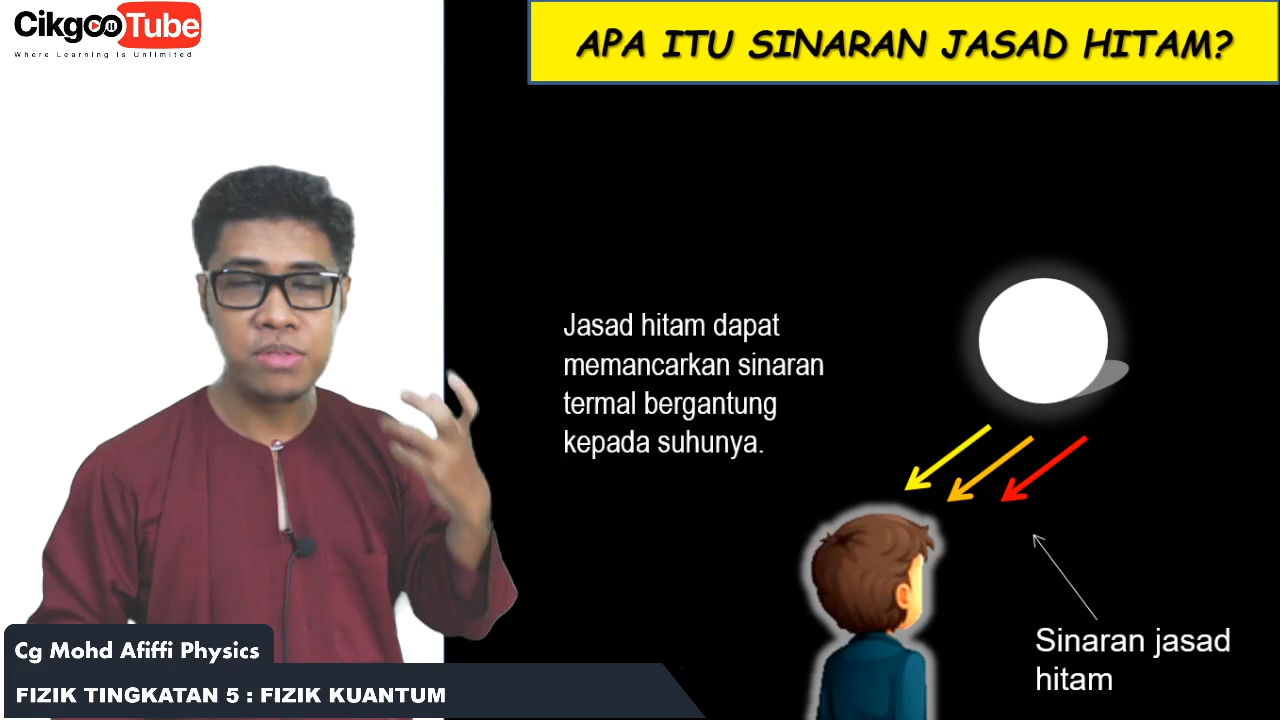 CikgooTube
Where Learning Is Unlimited
APA ITU SINARAN JASAD HITAM?
Jasad hitam dapat
memancarkan sinaran
termal bergantung
kepada suhunya.
Sinaran jasad
hitam
Cg Mohd Afiffi Physics
FIZIK TINGKATAN 5 : FIZIK KUANTUM